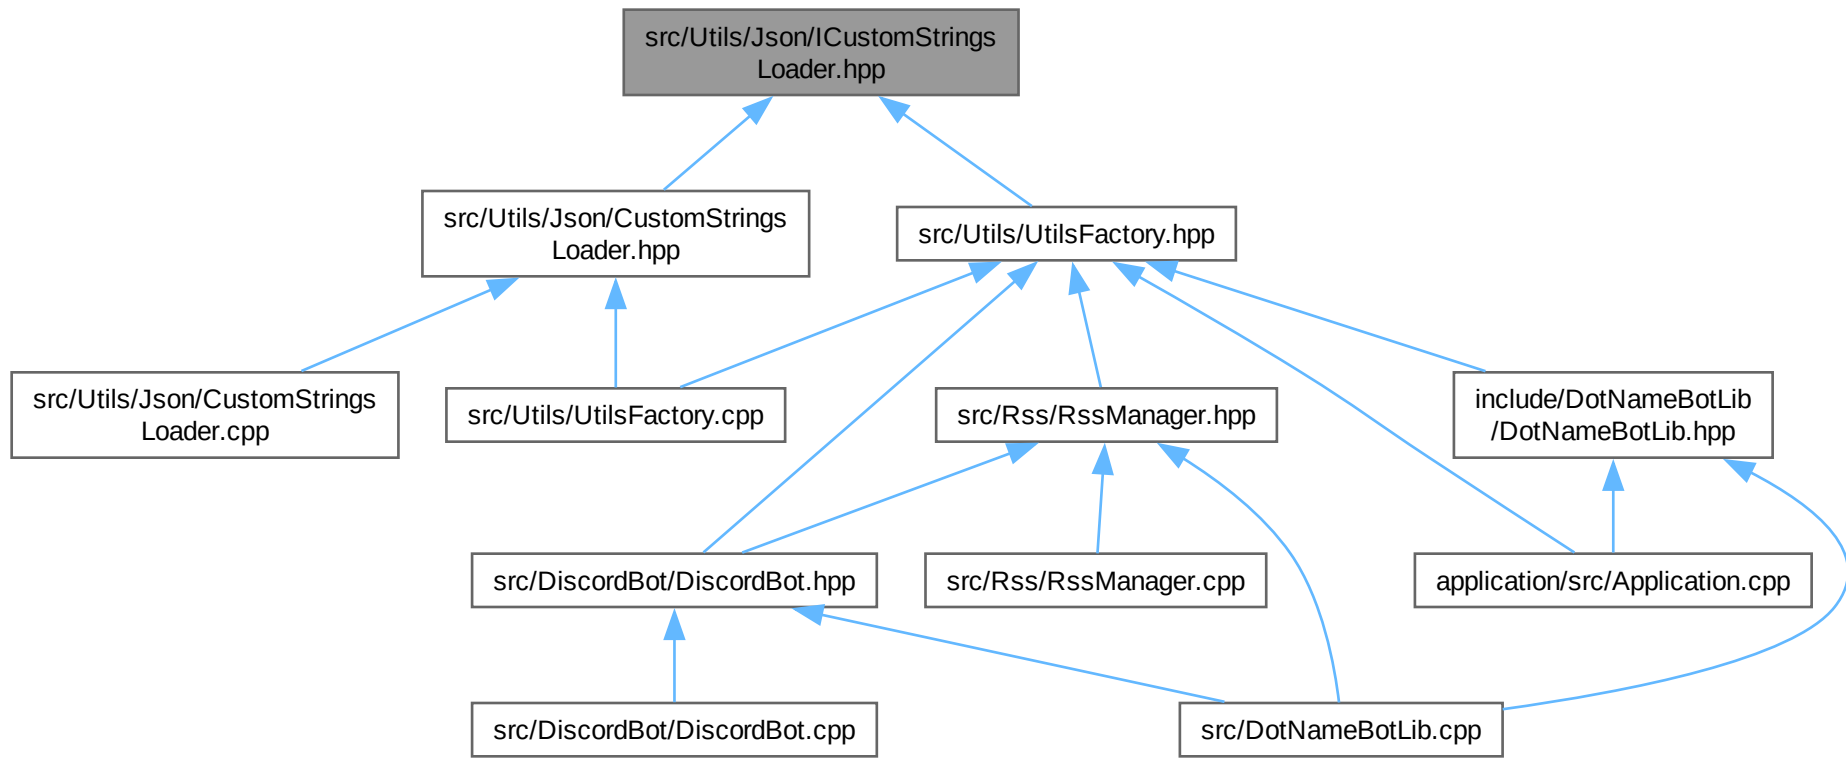 src/Utils/Json/ICustomStrings
Loader.hpp
src/Utils/Json/CustomStrings
Loader.hpp
src/Utils/UtilsFactory.hpp
src/Utils/Json/CustomStrings
Loader.cpp
src/Utils/UtilsFactory.cpp
src/Rss/RssManager.hpp
include/DotNameBotLib
/DotNameBotLib.hpp
src/DiscordBot/DiscordBot.hpp
src/Rss/RssManager.cpp
application/src/Application.cpp
src/DiscordBot/DiscordBot.cpp
src/DotNameBotLib.cpp